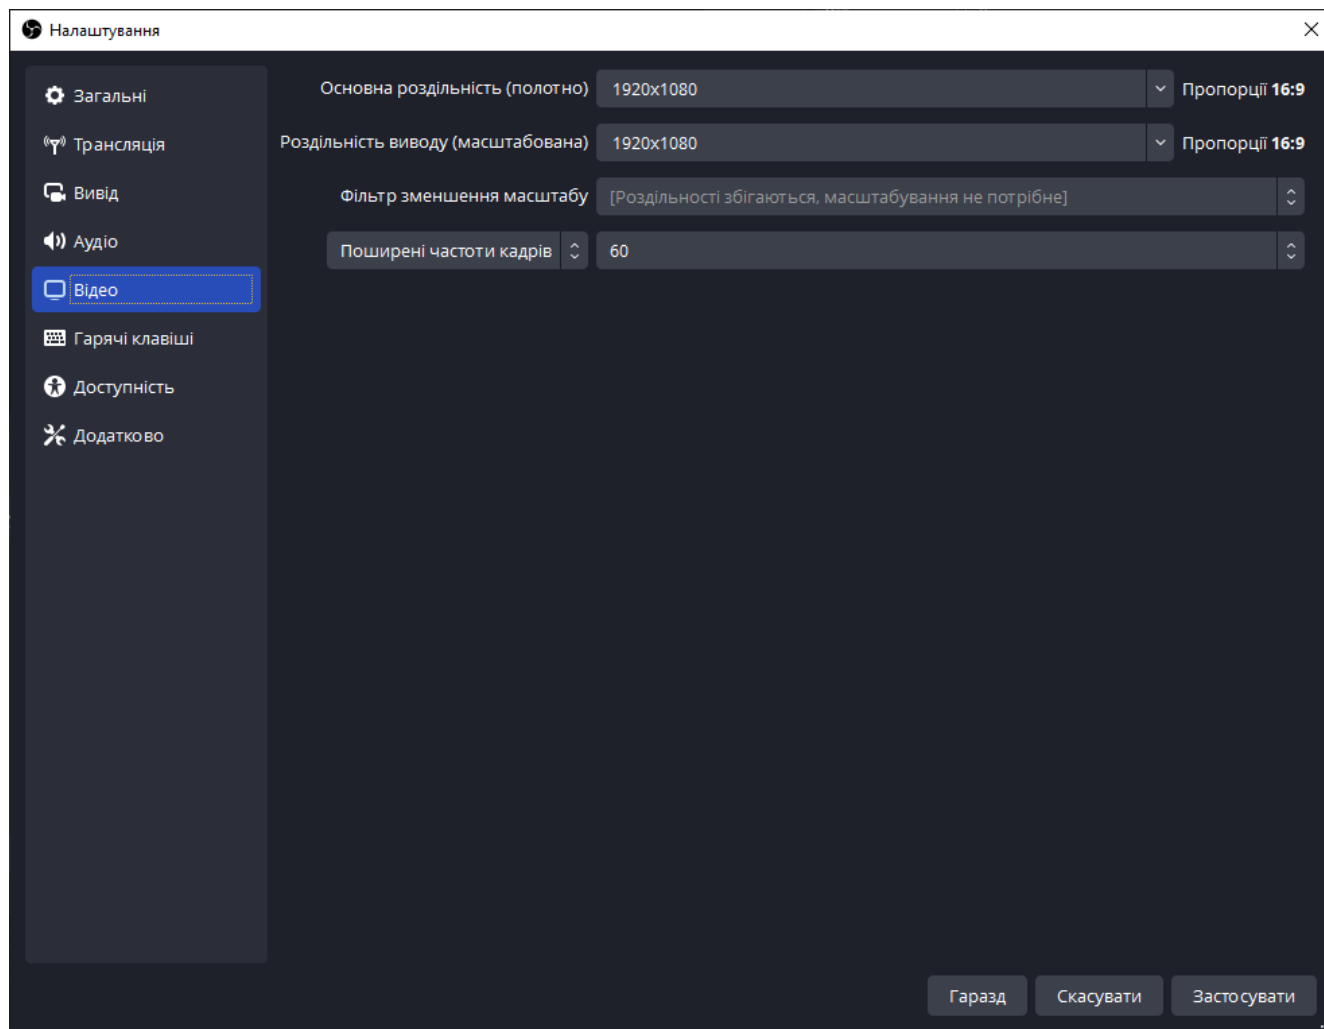 Налаштування
Загальні
Трансляція
Вивід
Аудіо
Відео
Гарячі клавіші
Доступність
Додатково
Основна роздільність (полотно) 1920x1080 Пропорції 16:9
Роздільність виводу (масштабована) 1920x1080 Пропорції 16:9
Фільтр зменшення масштабу [Роздільності збігаються, масштабування не потрібне]
Поширені частоти кадрів 60
Гаразд Скасувати Застосувати